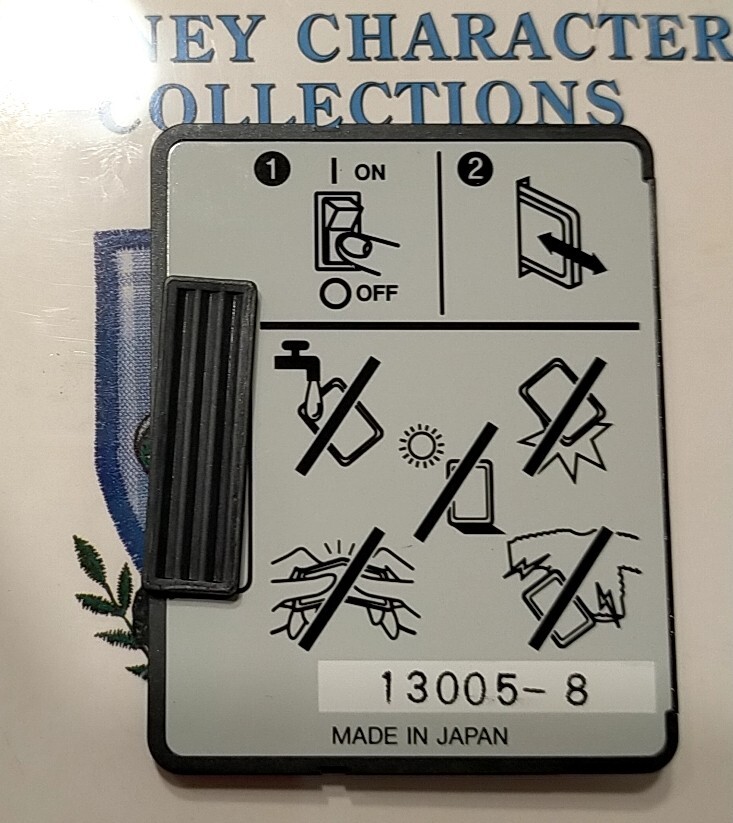 NEY CHARACTER
COLLECTIONS
1 ON 2
OFF
13005-8
MADE IN JAPAN